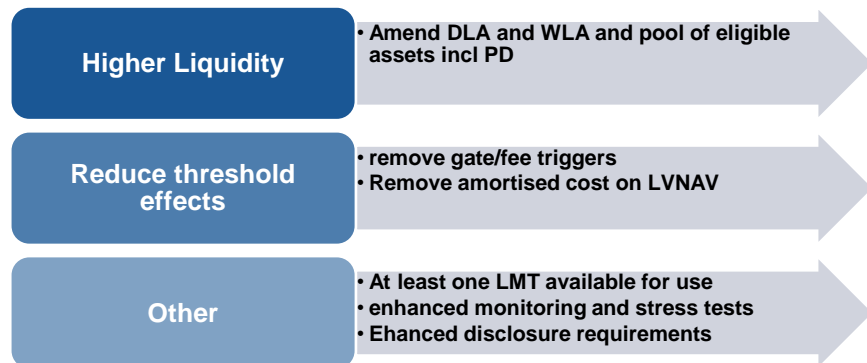 Higher Liquidity
• Amend DLA and WLA and pool of eligible
assets incl PD
Reduce threshold
effects
• remove gate/fee triggers
• Remove amortised cost on LVNAV
Other
• At least one LMT available for use
• enhanced monitoring and stress tests
• Ehanced disclosure requirements